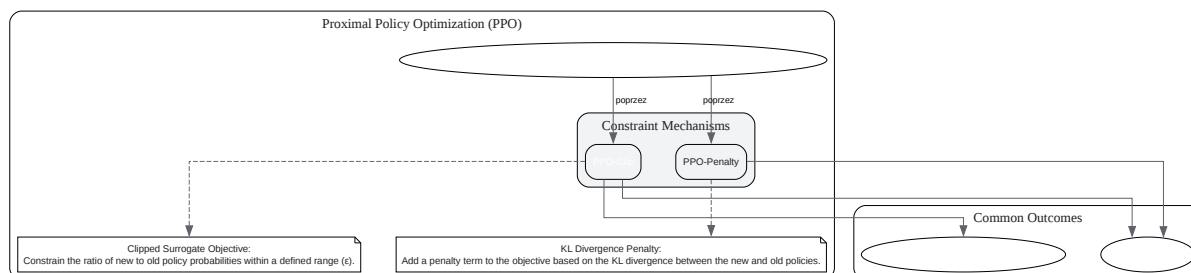 Proximal Policy Optimization (PPO)
poprzez
poprzez
Constraint Mechanisms
PPO-Clip
PPO-Penalty
Common Outcomes
Clipped Surrogate Objective:
Constrain the ratio of new to old policy probabilities within a defined range (ε).
KL Divergence Penalty:
Add a penalty term to the objective based on the KL divergence between the new and old policies.